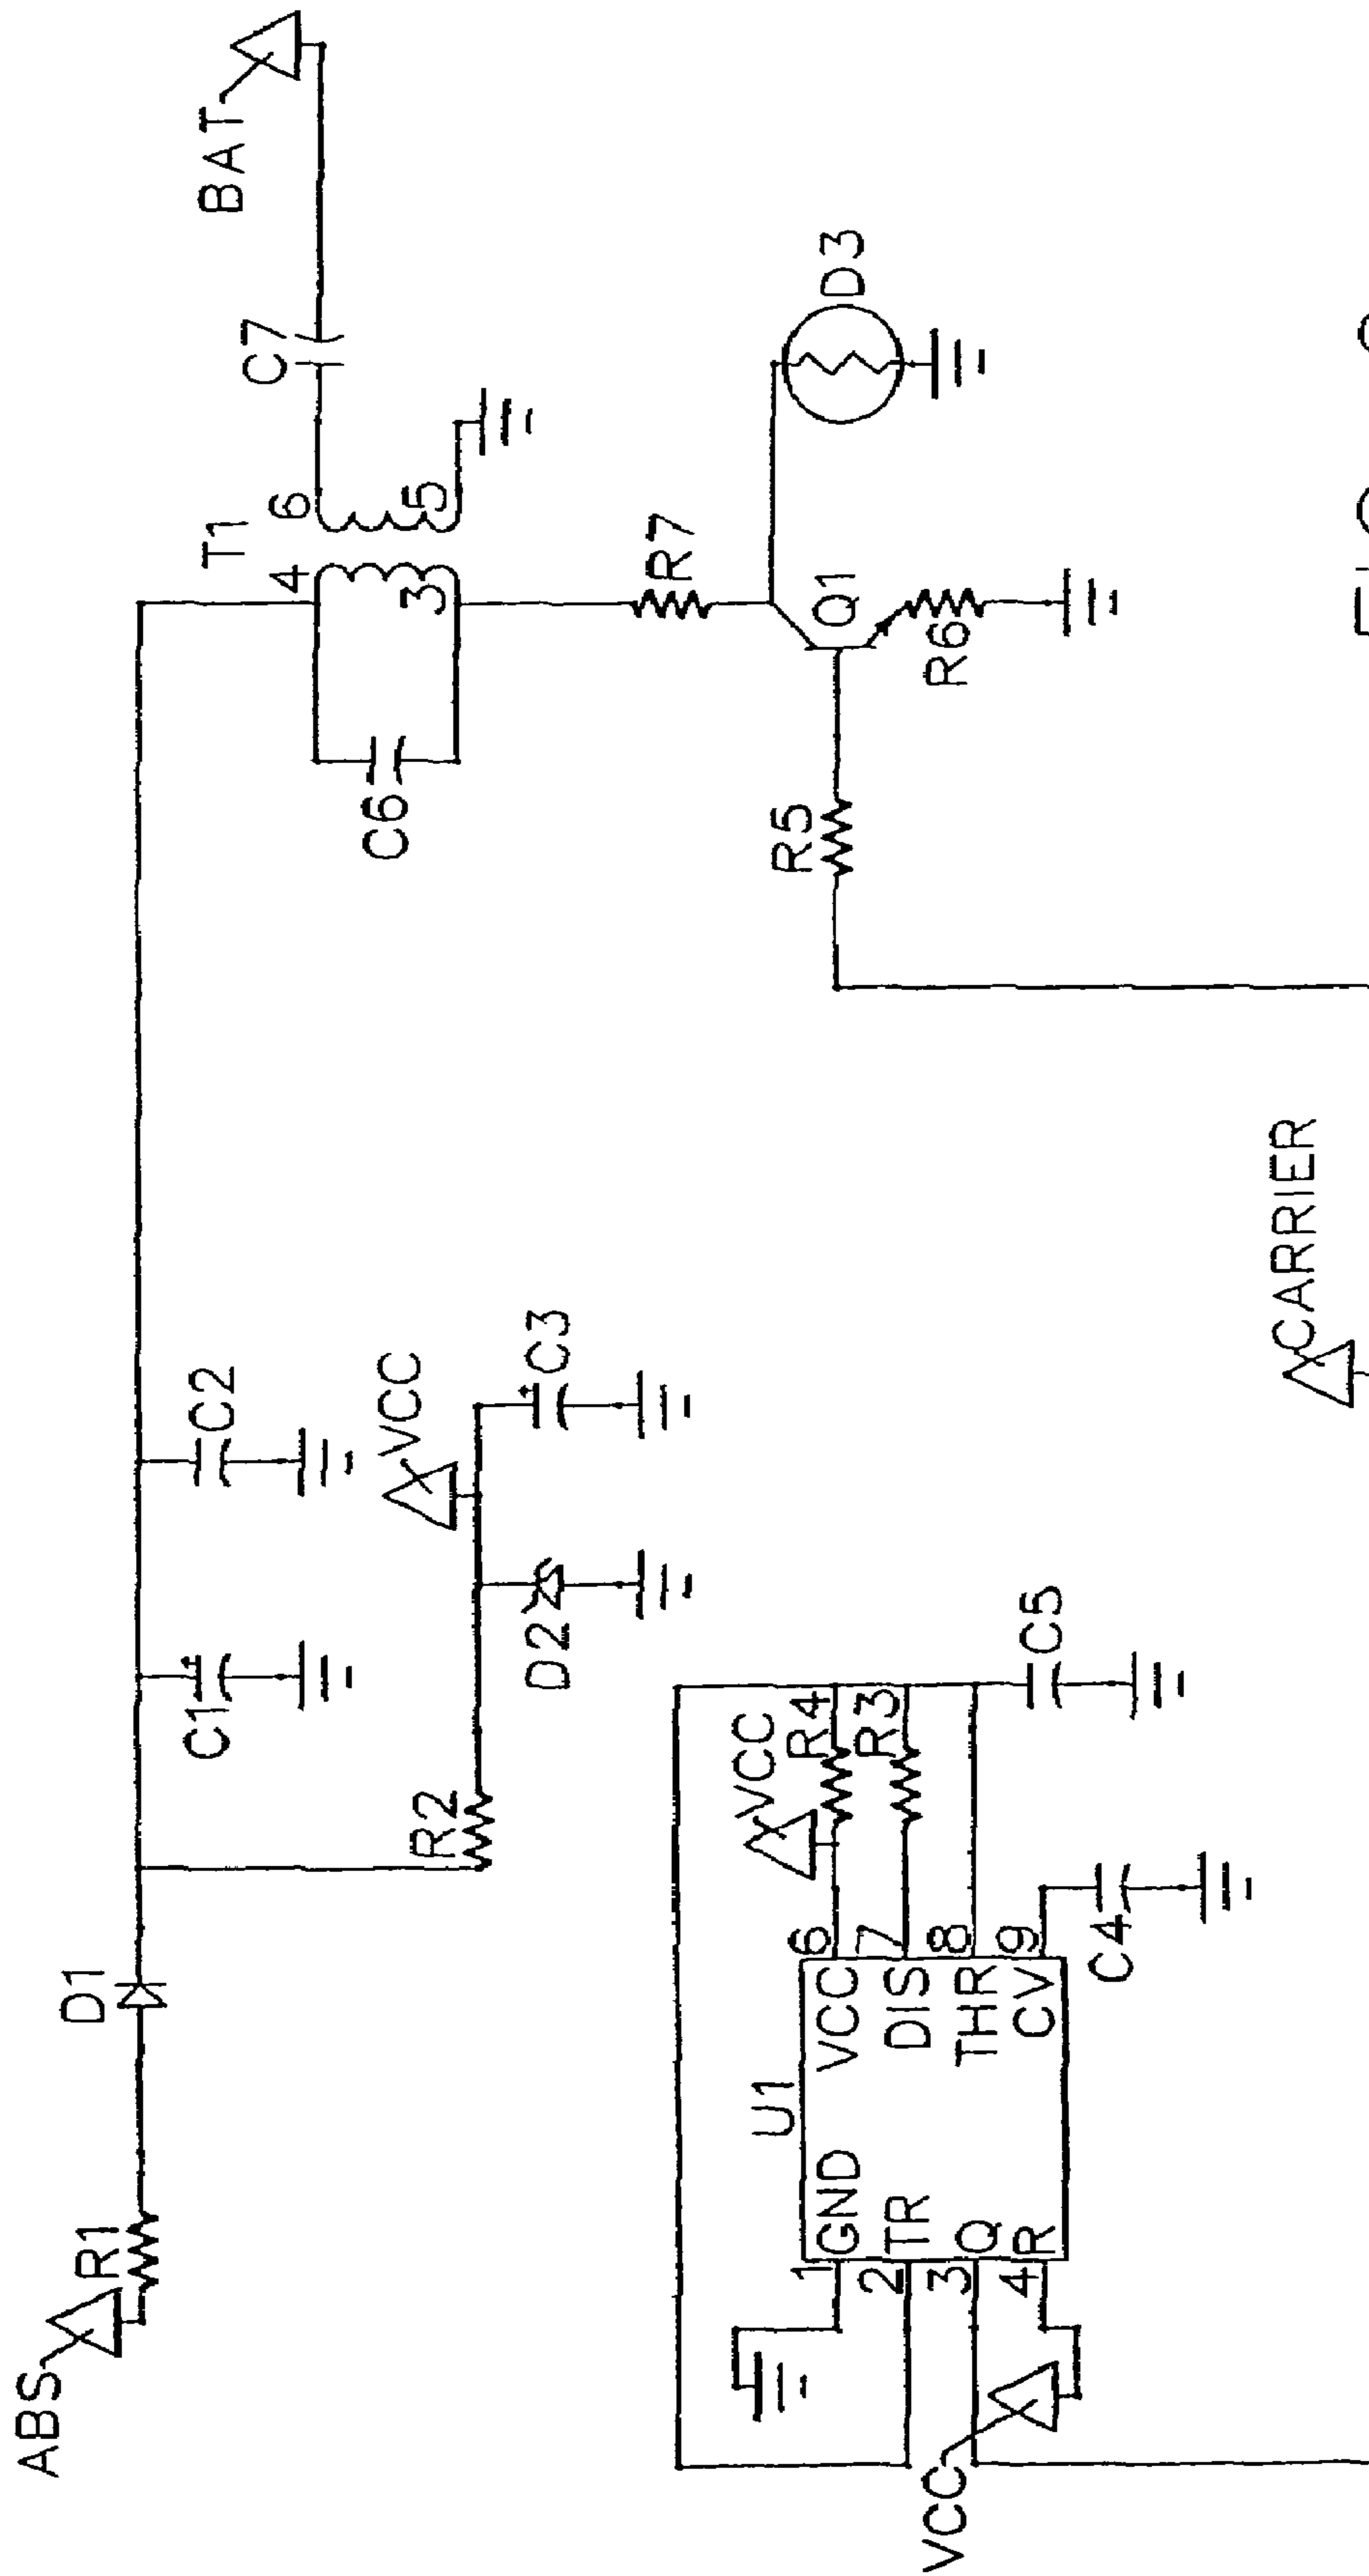 ABS
R1
D1
C1
C2
R2
D2
VCC
C3
T1
4
3
6
5
C6
C7
BAT
R7
Q1
R6
R5
D3
U1
GND
TR
Q
R
1
2
3
4
VCC
DIS
THR
CV
6
7
8
9
VCC
R4
R3
C5
C4
VCC
CARRIER